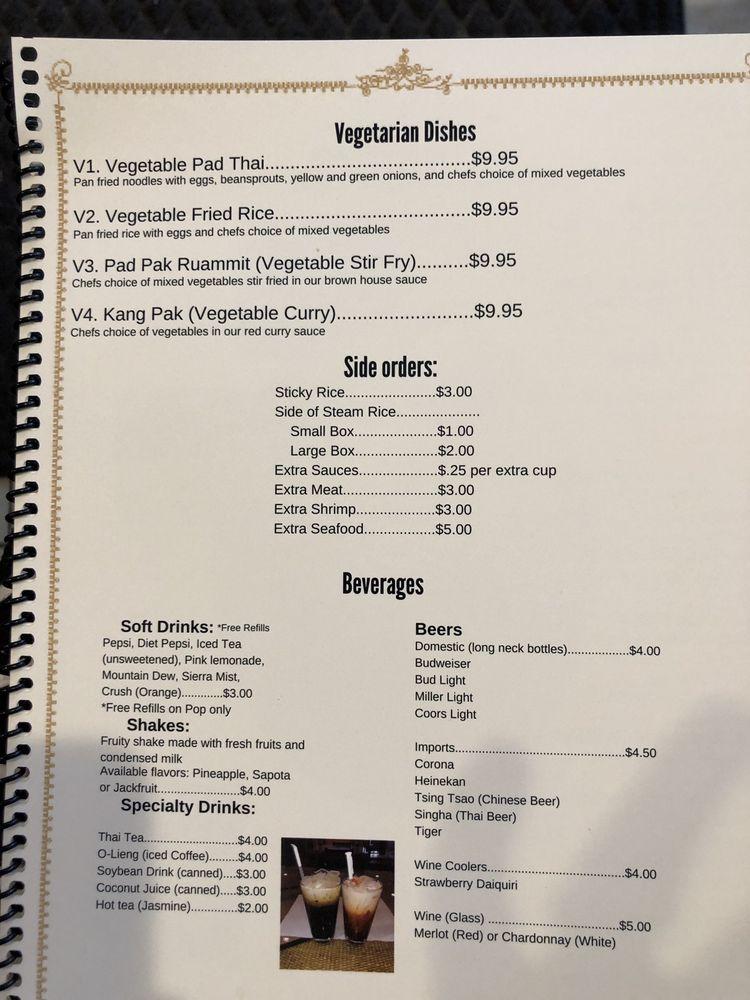 Vegetarian Dishes
V1. Vegetable Pad Thai.....................................$9.95
Pan fried noodles with eggs, beansprouts, yellow and green onions, and chefs choice of mixed vegetables
V2. Vegetable Fried Rice...................................$9.95
Pan fried rice with eggs and chefs choice of mixed vegetables
V3. Pad Pak Ruammit (Vegetable Stir Fry).........$9.95
Chefs choice of mixed vegetables stir fried in our brown house sauce
V4. Kang Pak (Vegetable Curry)........................$9.95
Chefs choice of vegetables in our red curry sauce
Side orders:
Sticky Rice.......................$3.00
Side of Steam Rice.....................
Small Box.....................$1.00
Large Box.....................$2.00
Extra Sauces....................$.25 per extra cup
Extra Meat........................$3.00
Extra Shrimp....................$3.00
Extra Seafood..................$5.00
Beverages
Soft Drinks: *Free Refills
Pepsi, Diet Pepsi, Iced Tea
(unsweetened), Pink lemonade,
Mountain Dew, Sierra Mist,
Crush (Orange).............$3.00
*Free Refills on Pop only
Shakes:
Fruity shake made with fresh fruits and
condensed milk
Available flavors: Pineapple, Sapota
or Jackfruit..........................$4.00
Specialty Drinks:
Thai Tea.............................$4.00
O-Lieng (iced Coffee).........$4.00
Soybean Drink (canned)....$3.00
Coconut Juice (canned).....$3.00
Hot tea (Jasmine)..............$2.00
Beers
Domestic (long neck bottles)..................$4.00
Budweiser
Bud Light
Miller Light
Coors Light
Imports..................................................$4.50
Corona
Heinekan
Tsing Tsao (Chinese Beer)
Singha (Thai Beer)
Tiger
Wine Coolers........................................$4.00
Strawberry Daiquiri
Wine (Glass) .......................................$5.00
Merlot (Red) or Chardonnay (White)